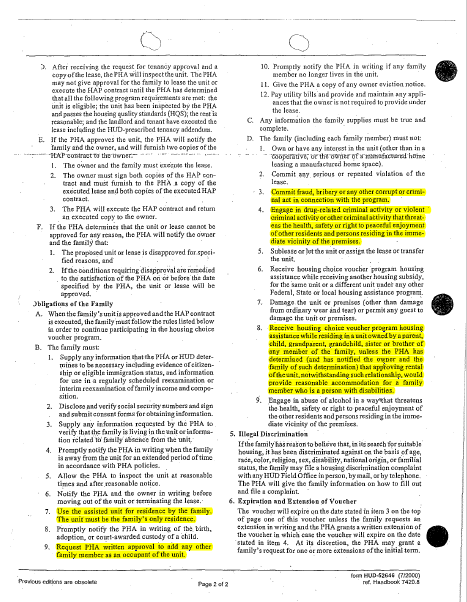 D. After receiving the request for tenancy approval and a
copy of the lease, the PHA will inspect the unit. The PHA
may not give approval for the family to lease the unit or
execute the HAP contract until the PHA has determined
that all the following program requirements are met: the
unit is eligible; the unit has been inspected by the PHA
and passes the housing quality standards (HQS); the rent is
reasonable; and the landlord and tenant have executed the
lease including the HUD-prescribed tenancy addendum.
E. If the PHA approves the unit, the PHA will notify the
family and the owner, and will furnish two copies of the
HAP contract to the owner.
1. The owner and the family must execute the lease.
2. The owner must sign both copies of the HAP con-
tract and must furnish to the PHA a copy of the
executed lease and both copies of the executed HAP
contract.
3. The PHA will execute the HAP contract and return
an executed copy to the owner.
F. If the PHA determines that the unit or lease cannot be
approved for any reason, the PHA will notify the owner
and the family that:
1. The proposed unit or lease is disapproved for speci-
fied reasons, and
2. If the conditions requiring disapproval are remedied
to the satisfaction of the PHA on or before the date
specified by the PHA, the unit or lease will be
approved.
Obligations of the Family
A. When the family's unit is approved and the HAP contract
is executed, the family must follow the rules listed below
in order to continue participating in the housing choice
voucher program.
B. The family must:
1. Supply any information that the PHA or HUD deter-
mines to be necessary including evidence of citizen-
ship or eligible immigration status, and information
for use in a regularly scheduled reexamination or
interim reexamination of family income and compo-
sition.
2. Disclose and verify social security numbers and sign
and submit consent forms for obtaining information.
3. Supply any information requested by the PHA to
verify that the family is living in the unit or informa-
tion related to family absence from the unit.
4. Promptly notify the PHA in writing when the family
is away from the unit for an extended period of time
in accordance with PHA policies.
5. Allow the PHA to inspect the unit at reasonable
times and after reasonable notice.
6. Notify the PHA and the owner in writing before
moving out of the unit or terminating the lease.
7. Use the assisted unit for residence by the family.
The unit must be the family's only residence.
8. Promptly notify the PHA in writing of the birth,
adoption, or court-awarded custody of a child.
9. Request PHA written approval to add any other
family member as an occupant of the unit.
10. Promptly notify the PHA in writing if any family
member no longer lives in the unit.
11. Give the PHA a copy of any owner eviction notice.
12. Pay utility bills and provide and maintain any appli-
ances that the owner is not required to provide under
the lease.
C. Any information the family supplies must be true and
complete.
D. The family (including each family member) must not:
1. Own or have any interest in the unit (other than in a
cooperative, or the owner of a manufactured home
leasing a manufactured home space).
2. Commit any serious or repeated violation of the
lease.
3. Commit fraud, bribery or any other corrupt or crimi-
nal act in connection with the program.
4. Engage in drug-related criminal activity or violent
criminal activity or other criminal activity that threat-
ens the health, safety or right to peaceful enjoyment
of other residents and persons residing in the imme-
diate vicinity of the premises.
5. Sublease or let the unit or assign the lease or transfer
the unit.
6. Receive housing choice voucher program housing
assistance while receiving another housing subsidy,
for the same unit or a different unit under any other
Federal, State or local housing assistance program.
7. Damage the unit or premises (other than damage
from ordinary wear and tear) or permit any guest to
damage the unit or premises.
8. Receive housing choice voucher program housing
assistance while residing in a unit owned by a parent,
child, grandparent, grandchild, sister or brother of
any member of the family, unless the PHA has
determined (and has notified the owner and the
family of such determination) that approving rental
of the unit, notwithstanding such relationship, would
provide reasonable accommodation for a family
member who is a person with disabilities.
9. Engage in abuse of alcohol in a way that threatens
the health, safety or right to peaceful enjoyment of
the other residents and persons residing in the imme-
diate vicinity of the premises.
5. Illegal Discrimination
If the family has reason to believe that, in its search for suitable
housing, it has been discriminated against on the basis of age,
race, color, religion, sex, disability, national origin, or familial
status, the family may file a housing discrimination complaint
with any HUD Field Office in person, by mail, or by telephone.
The PHA will give the family information on how to fill out
and file a complaint.
6. Expiration and Extension of Voucher
The voucher will expire on the date stated in item 3 on the top
of page one of this voucher unless the family requests an
extension in writing and the PHA grants a written extension of
the voucher in which case the voucher will expire on the date
stated in item 4. At its discretion, the PHA may grant a
family's request for one or more extensions of the initial term.
Previous editions are obsolete
Page 2 of 2
form HUD-52646 (7/2000)
ref. Handbook 7420.8